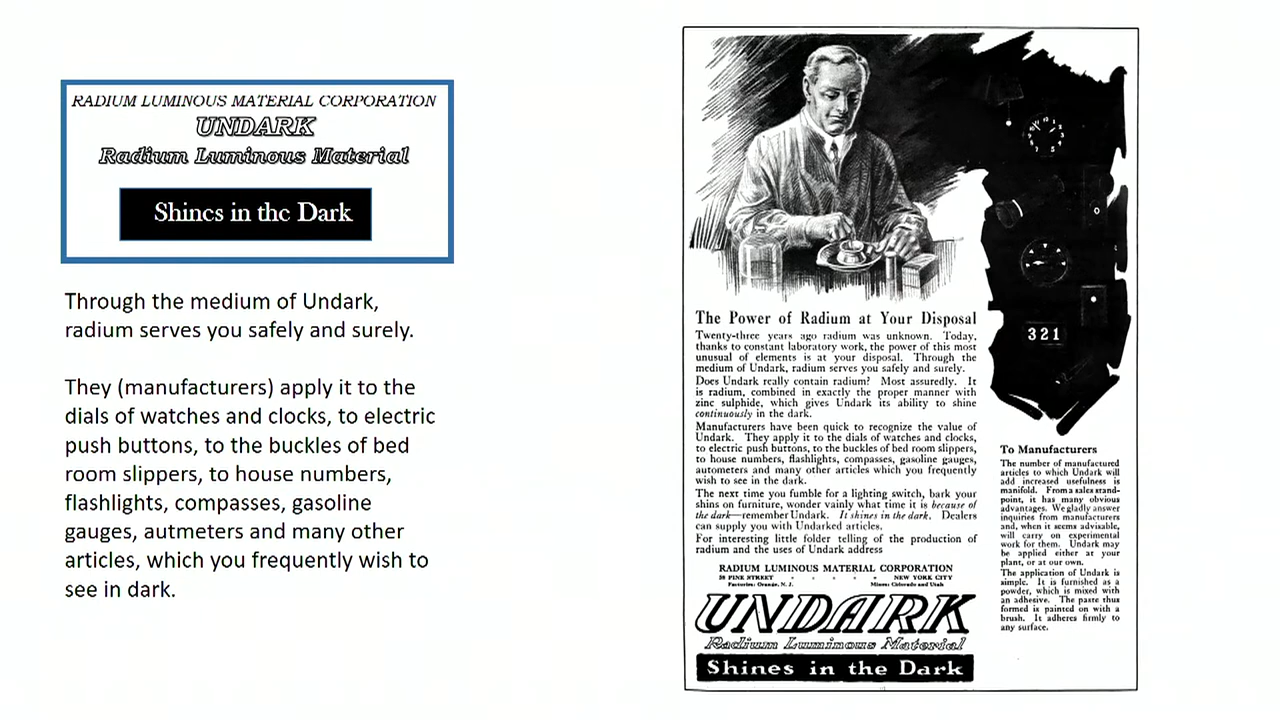 RADIUM LUMINOUS MATERIAL CORPORATION
UNDARK
Radium Luminous Material
Shines in the Dark
Through the medium of Undark,
radium serves you safely and surely.
They (manufacturers) apply it to the
dials of watches and clocks, to electric
push buttons, to the buckles of bed
room slippers, to house numbers,
flashlights, compasses, gasoline
gauges, autmeters and many other
articles, which you frequently wish to
see in dark.
321
The Power of Radium at Your Disposal
Twenty-three years ago radium was unknown. Today,
thanks to constant laboratory work, the power of this most
unusual of elements is at your disposal. Through the
medium of Undark, radium serves you safely and surely.
Does Undark really contain radium? Most assuredly. It
is radium, combined in exactly the proper manner with
zinc sulphide, which gives Undark its ability to shine
continuously in the dark.
Manufacturers have been quick to recognize the value of
Undark. They apply it to the dials of watches and clocks,
to electric push buttons, to the buckles of bed room slippers,
to house numbers, flashlights, compasses, gasoline gauges,
autometers and many other articles which you frequently
wish to see in the dark.
The next time you fumble for a lighting switch, bark your
shins on furniture, wonder vainly what time it is because of
the dark—remember Undark. It shines in the dark. Dealers
can supply you with Undarked articles.
For interesting little folder telling of the production of
radium and the uses of Undark address
RADIUM LUMINOUS MATERIAL CORPORATION
58 PINE STREET NEW YORK CITY
Factories: Orange, N. J. Mines: Colorado and Utah
UNDARK
Radium Luminous Material
Shines in the Dark
To Manufacturers
The number of manufactured
articles to which Undark will
add increased usefulness is
manifold. From a sales stand-
point, it has many obvious
advantages. We gladly answer
inquiries from manufacturers
and, when it seems advisable,
will carry on experimental
work for them. Undark may
be applied either at your
plant, or at our own.
The application of Undark is
simple. It is furnished as a
powder, which is mixed with
an adhesive. The paste thus
formed is painted on with a
brush. It adheres firmly to
any surface.